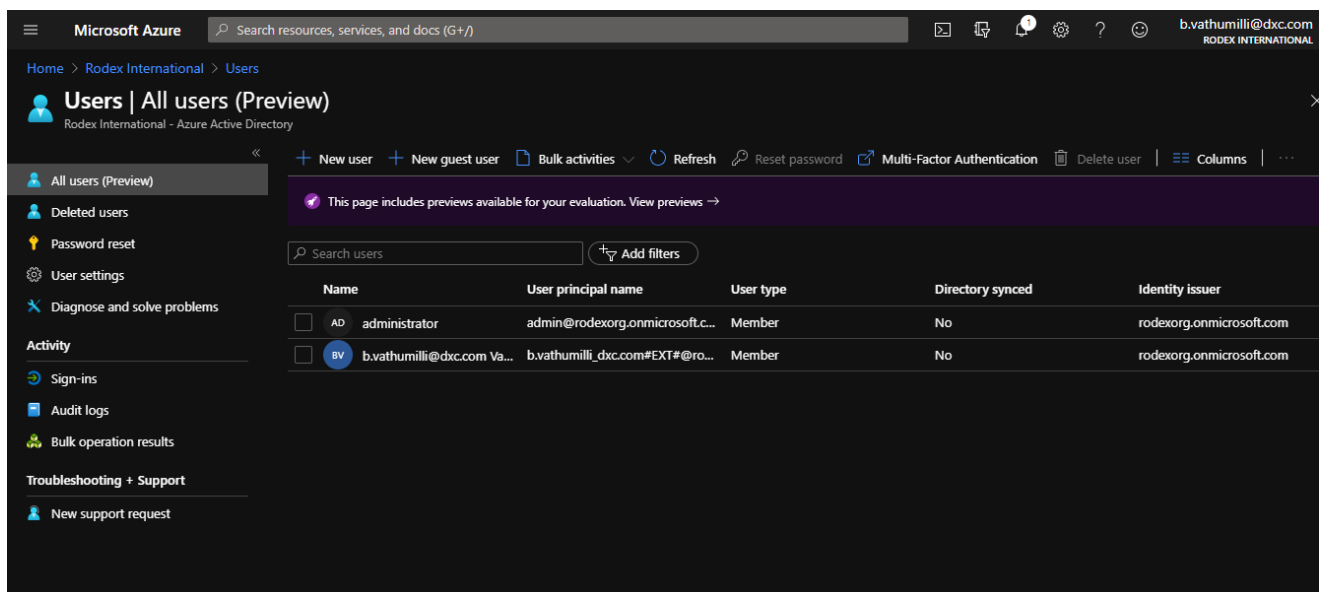 Microsoft Azure
Search resources, services, and docs (G+/)
1
b.vathumilli@dxc.com
RODEX INTERNATIONAL
Home > Rodex International > Users
Users | All users (Preview)
Rodex International - Azure Active Directory
New user
New guest user
Bulk activities
Refresh
Reset password
Multi-Factor Authentication
Delete user
Columns
All users (Preview)
Deleted users
Password reset
User settings
Diagnose and solve problems
Activity
Sign-ins
Audit logs
Bulk operation results
Troubleshooting + Support
New support request
This page includes previews available for your evaluation. View previews →
Search users
Add filters
Name User principal name User type Directory synced Identity issuer
AD administrator admin@rodexorg.onmicrosoft.c... Member No rodexorg.onmicrosoft.com
BV b.vathumilli@dxc.com Va... b.vathumilli_dxc.com#EXT#@ro... Member No rodexorg.onmicrosoft.com